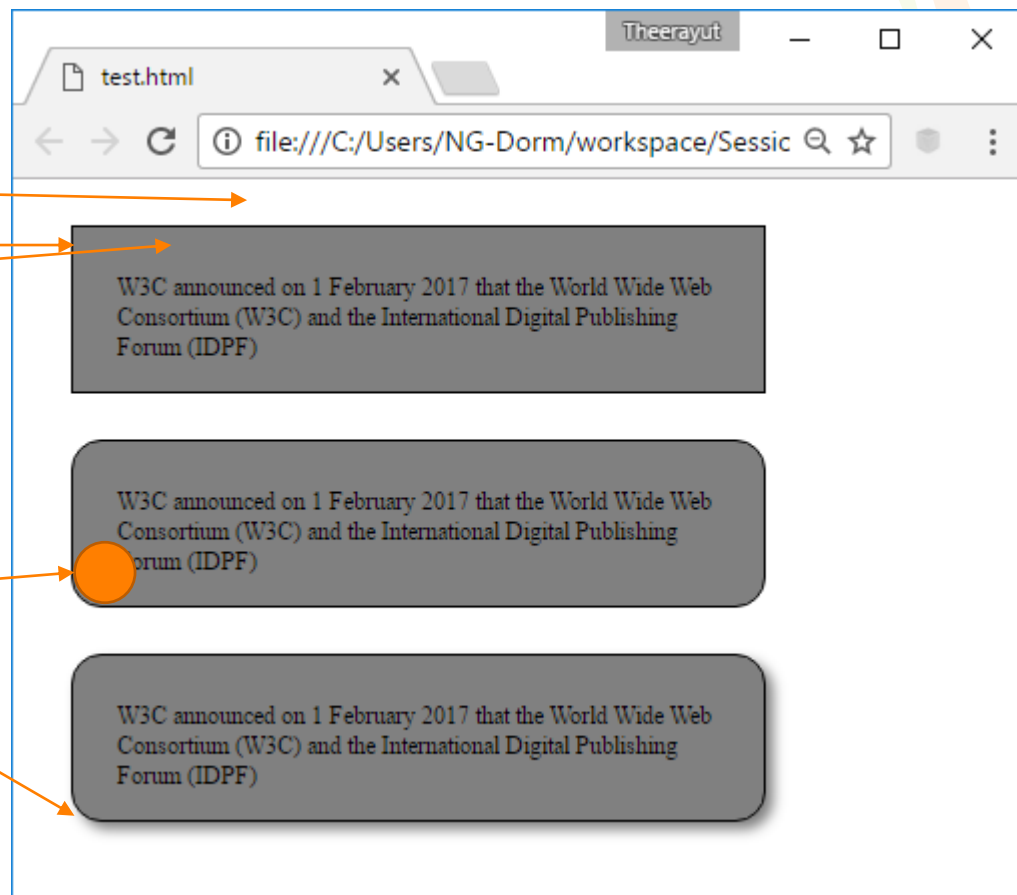 Theerayut
test.html
file:///C:/Users/NG-Dorm/workspace/Sessic
W3C announced on 1 February 2017 that the World Wide Web
Consortium (W3C) and the International Digital Publishing
Forum (IDPF)
W3C announced on 1 February 2017 that the World Wide Web
Consortium (W3C) and the International Digital Publishing
Forum (IDPF)
W3C announced on 1 February 2017 that the World Wide Web
Consortium (W3C) and the International Digital Publishing
Forum (IDPF)